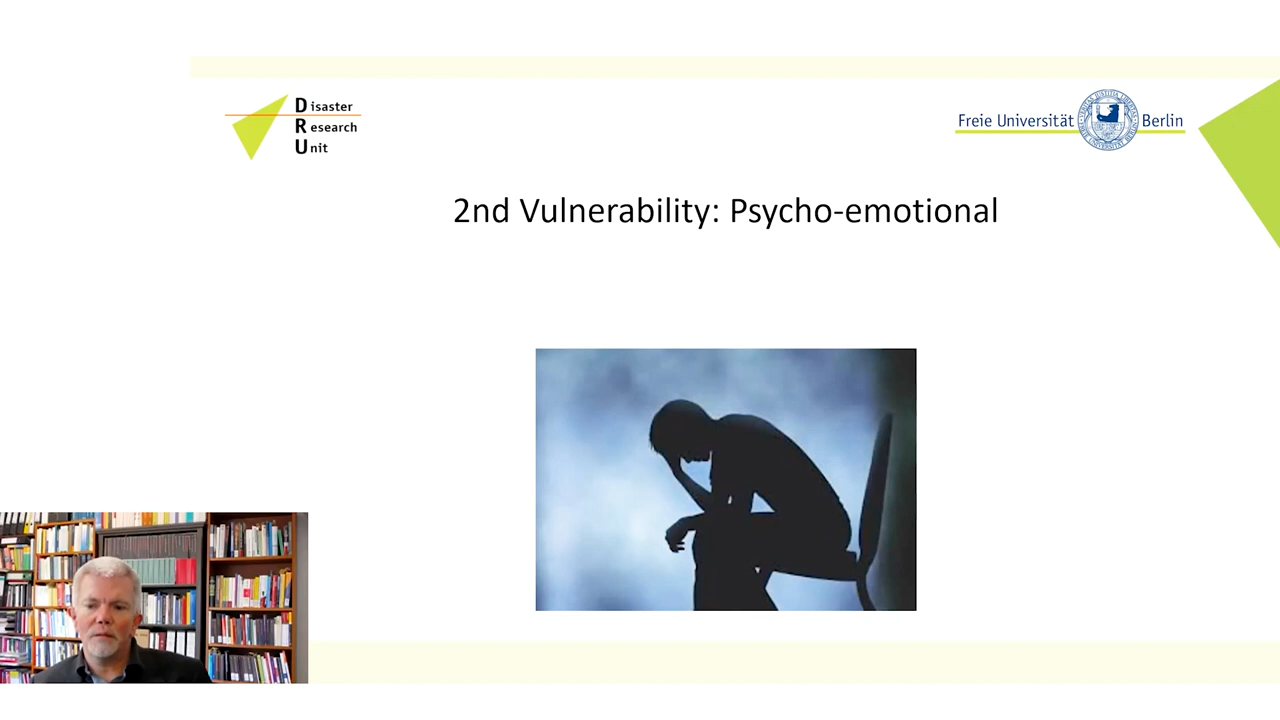 Disaster
Research
Unit
Freie Universität Berlin
2nd Vulnerability: Psycho-emotional